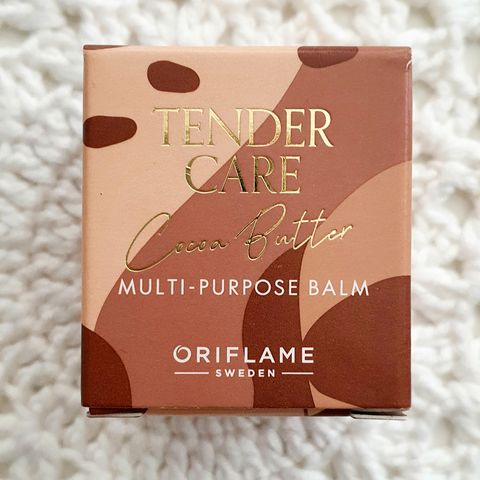 TENDER
CARE
Cocoa Butter
MULTI-PURPOSE BALM
ORIFLAME
SWEDEN